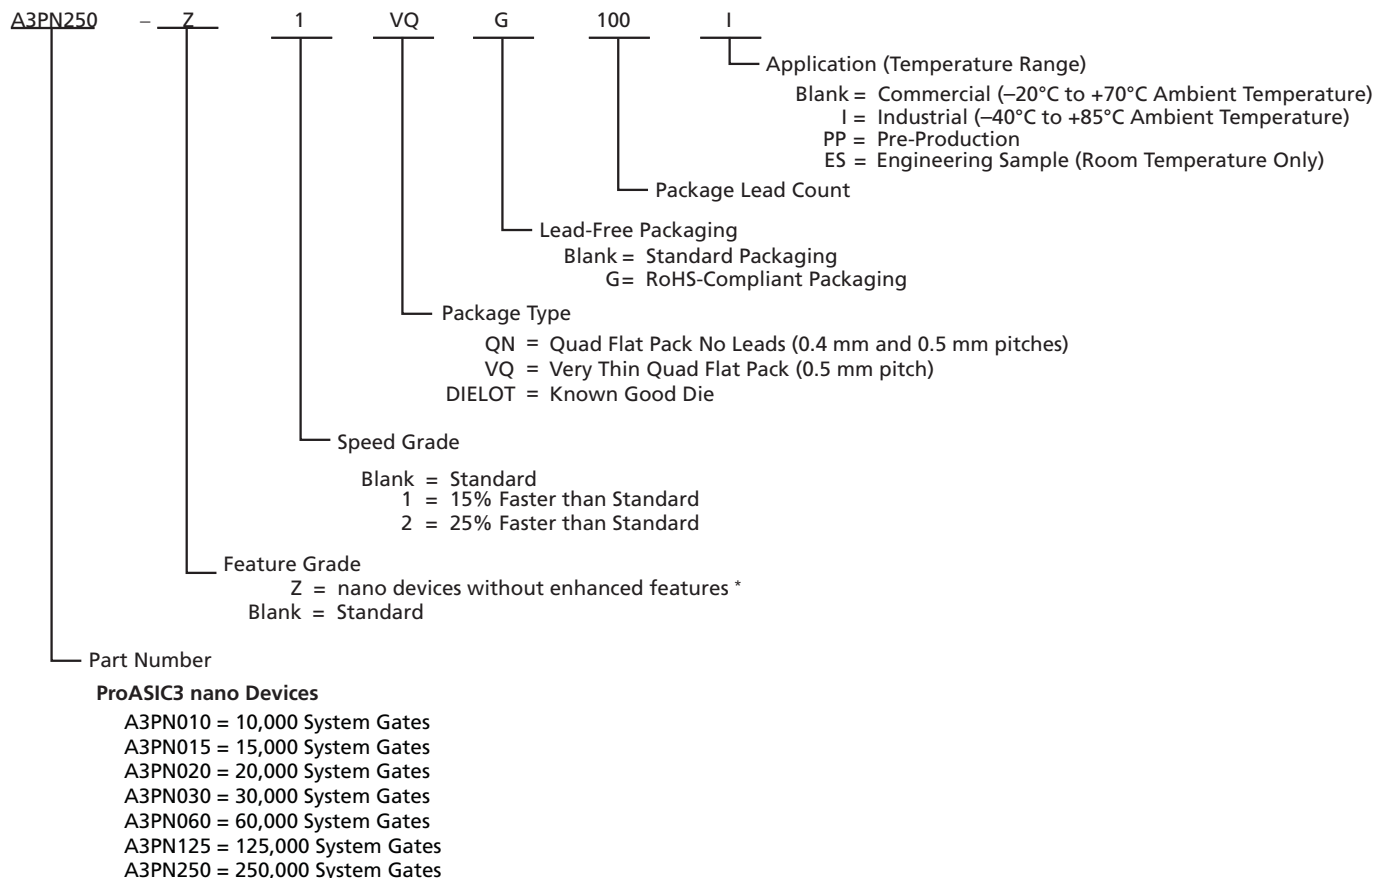 A3PN250 – Z 1 VQ G 100 I
Application (Temperature Range)
Blank = Commercial (–20°C to +70°C Ambient Temperature)
I = Industrial (–40°C to +85°C Ambient Temperature)
PP = Pre-Production
ES = Engineering Sample (Room Temperature Only)
Package Lead Count
Lead-Free Packaging
Blank = Standard Packaging
G= RoHS-Compliant Packaging
Package Type
QN = Quad Flat Pack No Leads (0.4 mm and 0.5 mm pitches)
VQ = Very Thin Quad Flat Pack (0.5 mm pitch)
DIELOT = Known Good Die
Speed Grade
Blank = Standard
1 = 15% Faster than Standard
2 = 25% Faster than Standard
Feature Grade
Z = nano devices without enhanced features *
Blank = Standard
Part Number
ProASIC3 nano Devices
A3PN010 = 10,000 System Gates
A3PN015 = 15,000 System Gates
A3PN020 = 20,000 System Gates
A3PN030 = 30,000 System Gates
A3PN060 = 60,000 System Gates
A3PN125 = 125,000 System Gates
A3PN250 = 250,000 System Gates